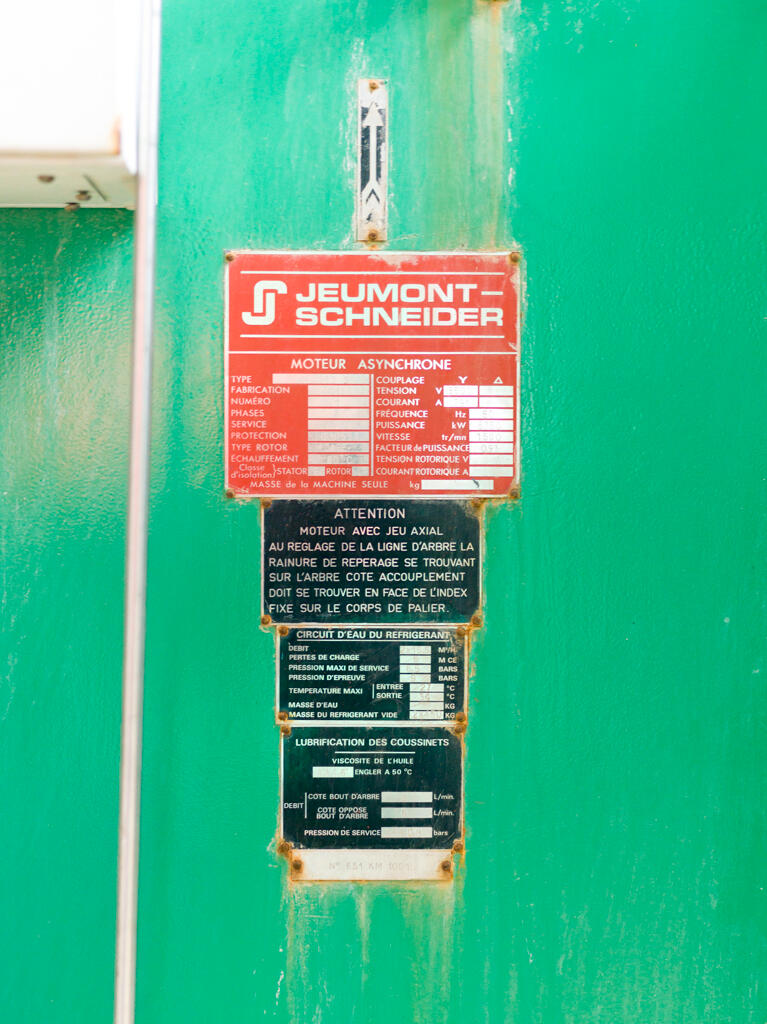 JEUMONT-
SCHNEIDER
MOTEUR ASYNCHRONE
TYPE
FABRICATION
NUMÉRO
PHASES
SERVICE
PROTECTION
TYPE ROTOR
ECHAUFFEMENT
Classe d'isolation } STATOR ROTOR
COUPLAGE Y Δ
TENSION V
COURANT A
FRÉQUENCE Hz 50
PUISSANCE kW
VITESSE tr/mn
FACTEUR de PUISSANCE
TENSION ROTORIQUE V
COURANT ROTORIQUE A
MASSE de la MACHINE SEULE kg
ATTENTION
MOTEUR AVEC JEU AXIAL
AU REGLAGE DE LA LIGNE D'ARBRE LA
RAINURE DE REPERAGE SE TROUVANT
SUR L'ARBRE COTE ACCOUPLEMENT
DOIT SE TROUVER EN FACE DE L'INDEX
FIXE SUR LE CORPS DE PALIER.
CIRCUIT D'EAU DU REFRIGERANT
DEBIT M³/H
PERTES DE CHARGE M CE
PRESSION MAXI DE SERVICE BARS
PRESSION D'EPREUVE BARS
TEMPERATURE MAXI ENTREE 27 °C
SORTIE °C
MASSE D'EAU KG
MASSE DU REFRIGERANT VIDE KG
LUBRIFICATION DES COUSSINETS
VISCOSITE DE L'HUILE
ENGLER A 50 °C
DEBIT
COTE BOUT D'ARBRE L/min.
COTE OPPOSE
BOUT D'ARBRE L/min.
PRESSION DE SERVICE bars
N° 651 KM 1001